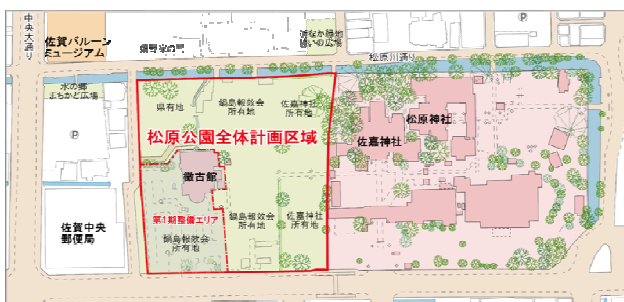 中央大通り
佐賀バルーン
ミュージアム
松原川通り
水の郷
まちかど広場
P
P
県有地
鍋島報效会
所有地
佐嘉神社
所有地
松原公園全体計画区域
松原神社
佐嘉神社
徴古館
第1期整備エリア
鍋島報效会
所有地
鍋島報效会
所有地
佐嘉神社
所有地
佐賀中央
郵便局